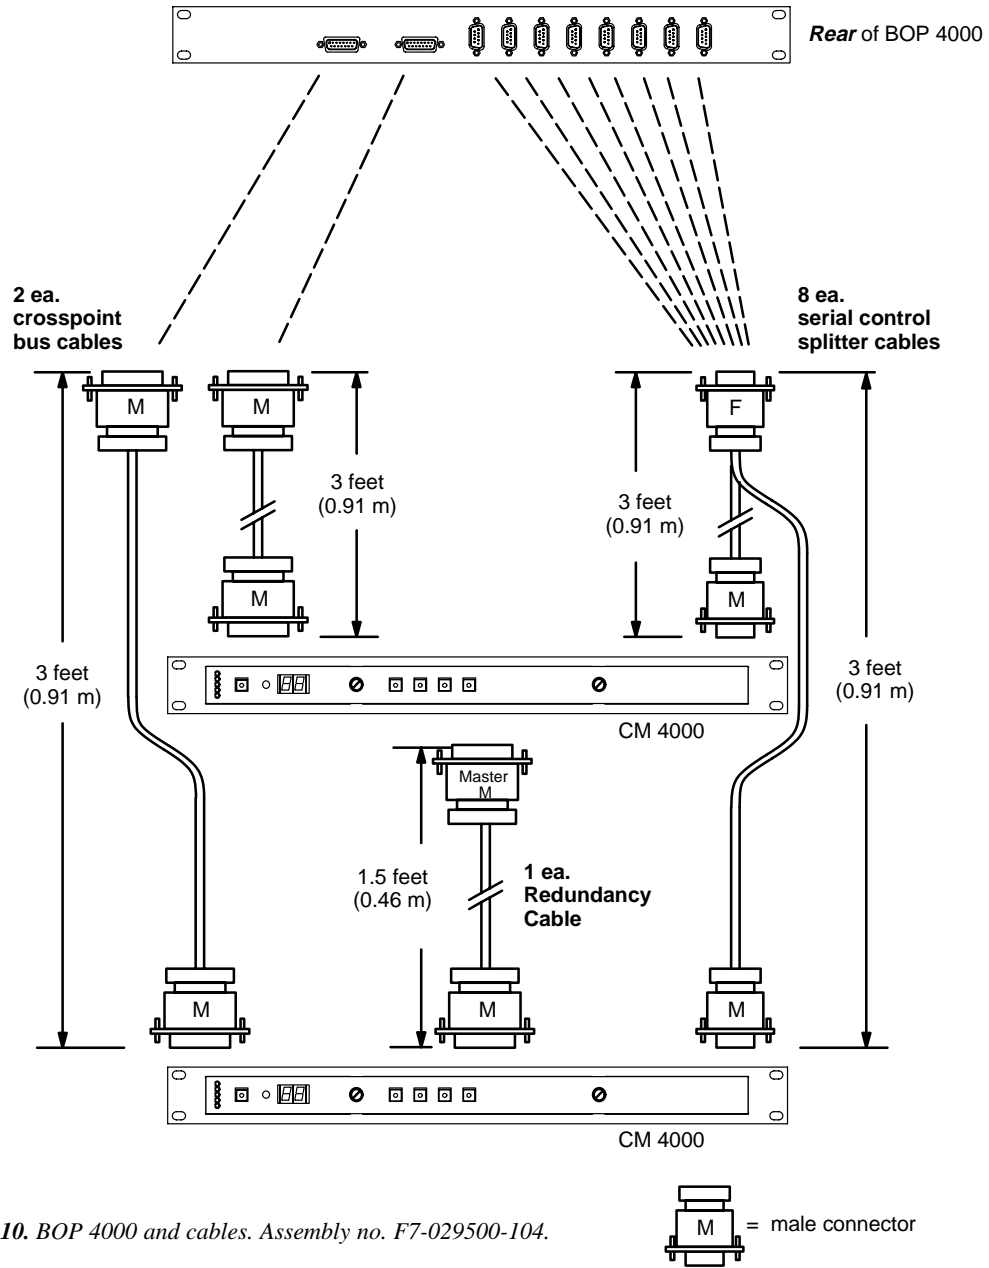 Rear of BOP 4000
2 ea.
crosspoint
bus cables
8 ea.
serial control
splitter cables
M
M
F
3 feet
(0.91 m)
3 feet
(0.91 m)
M
M
3 feet
(0.91 m)
3 feet
(0.91 m)
CM 4000
Master
M
1.5 feet
(0.46 m)
1 ea.
Redundancy
Cable
M
M
M
CM 4000
10. BOP 4000 and cables. Assembly no. F7-029500-104.
M = male connector